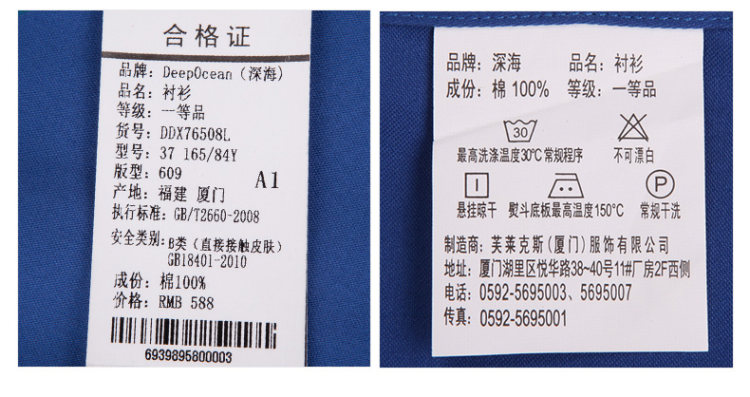 合格证
品牌：DeepOcean（深海）
品名：衬衫
等级：一等品
货号：DDX76508L
型号：37 165/84Y
版型：609
A1
产地：福建 厦门
执行标准：GB/T2660-2008
安全类别：B类（直接接触皮肤）
GB18401-2010
成份：棉100%
价格：RMB 588
6939895800003
品牌：深海 品名：衬衫
成份：棉 100% 等级：一等品
30
最高洗涤温度30℃常规程序 不可漂白
P
悬挂晾干 熨斗底板最高温度150℃ 常规干洗
制造商：芙莱克斯（厦门）服饰有限公司
地址：厦门湖里区悦华路38~40号11#厂房2F西侧
电话：0592-5695003、5695007
传真：0592-5695001